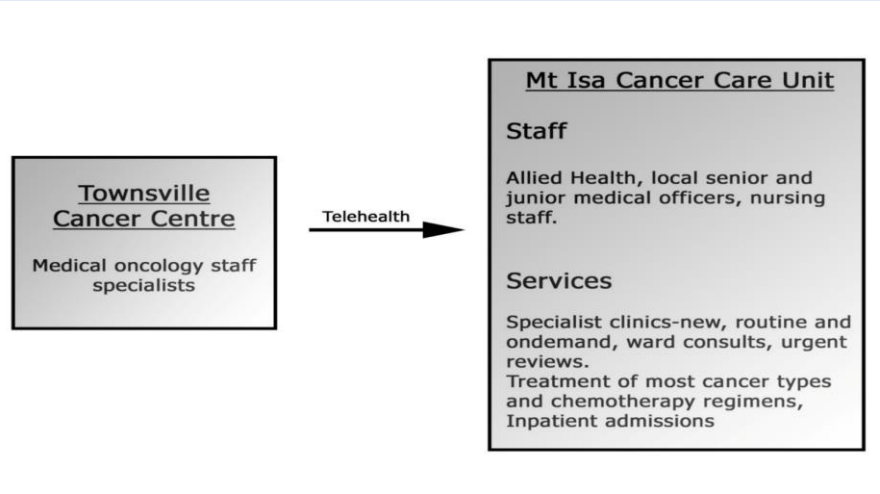 Townsville
Cancer Centre
Medical oncology staff
specialists
Telehealth
Mt Isa Cancer Care Unit
Staff
Allied Health, local senior and
junior medical officers, nursing
staff.
Services
Specialist clinics-new, routine and
ondemand, ward consults, urgent
reviews.
Treatment of most cancer types
and chemotherapy regimens,
Inpatient admissions